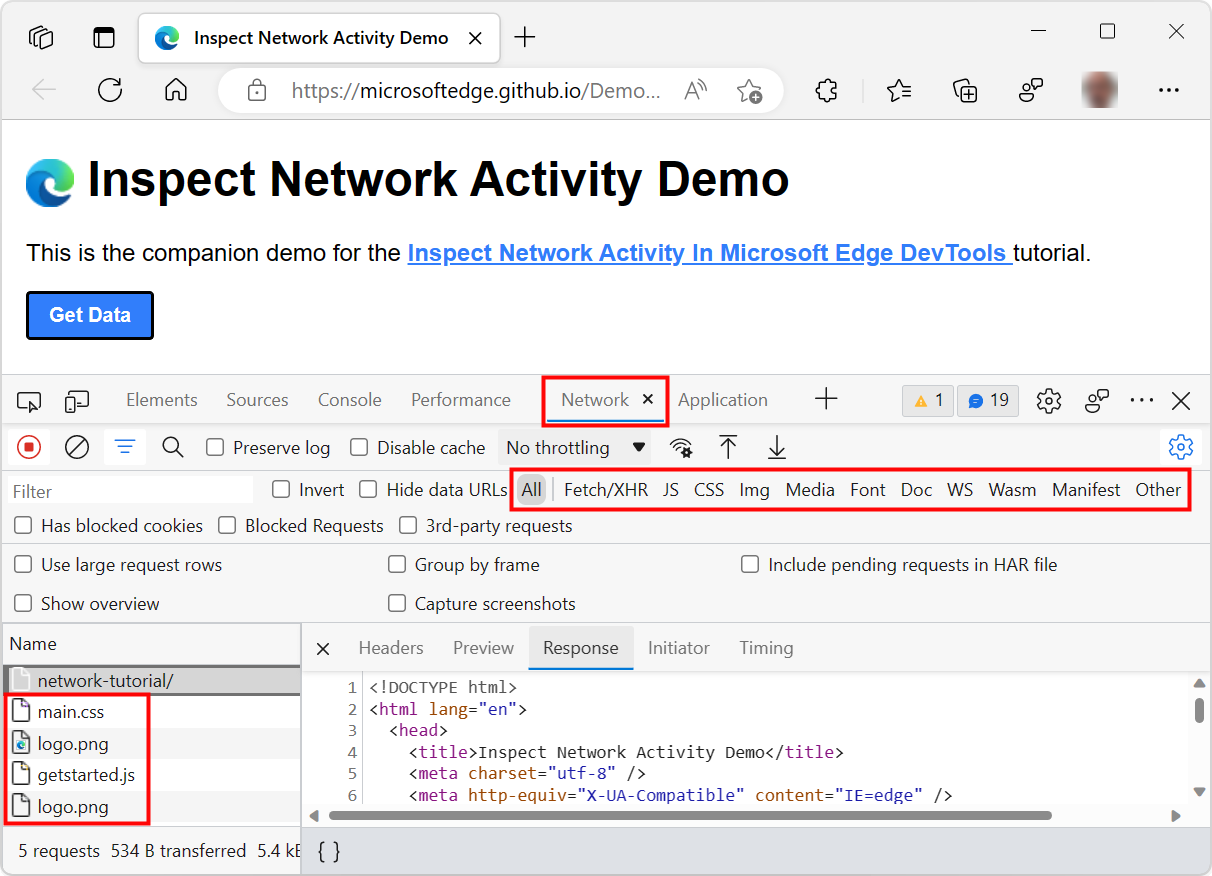 Inspect Network Activity Demo
https://microsoftedge.github.io/Demo...
Inspect Network Activity Demo
This is the companion demo for the Inspect Network Activity In Microsoft Edge DevTools tutorial.
Get Data
Elements Sources Console Performance Network Application 1 19
Preserve log Disable cache No throttling
Filter Invert Hide data URLs All Fetch/XHR JS CSS Img Media Font Doc WS Wasm Manifest Other
Has blocked cookies Blocked Requests 3rd-party requests
Use large request rows Group by frame Include pending requests in HAR file
Show overview Capture screenshots
Name
Headers Preview Response Initiator Timing
network-tutorial/
main.css
logo.png
getstarted.js
logo.png
1 <!DOCTYPE html>
2 <html lang="en">
3 <head>
4 <title>Inspect Network Activity Demo</title>
5 <meta charset="utf-8" />
6 <meta http-equiv="X-UA-Compatible" content="IE=edge" />
5 requests 534 B transferred 5.4 kB
{ }